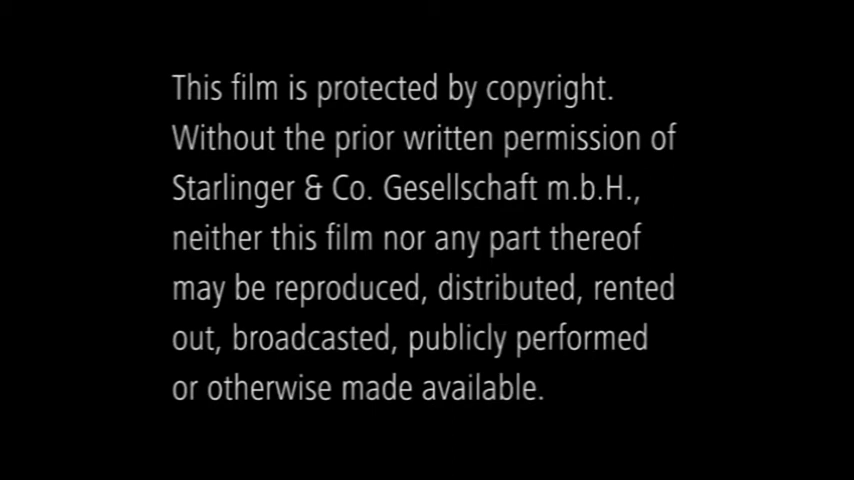 This film is protected by copyright.
Without the prior written permission of
Starlinger & Co. Gesellschaft m.b.H.,
neither this film nor any part thereof
may be reproduced, distributed, rented
out, broadcasted, publicly performed
or otherwise made available.